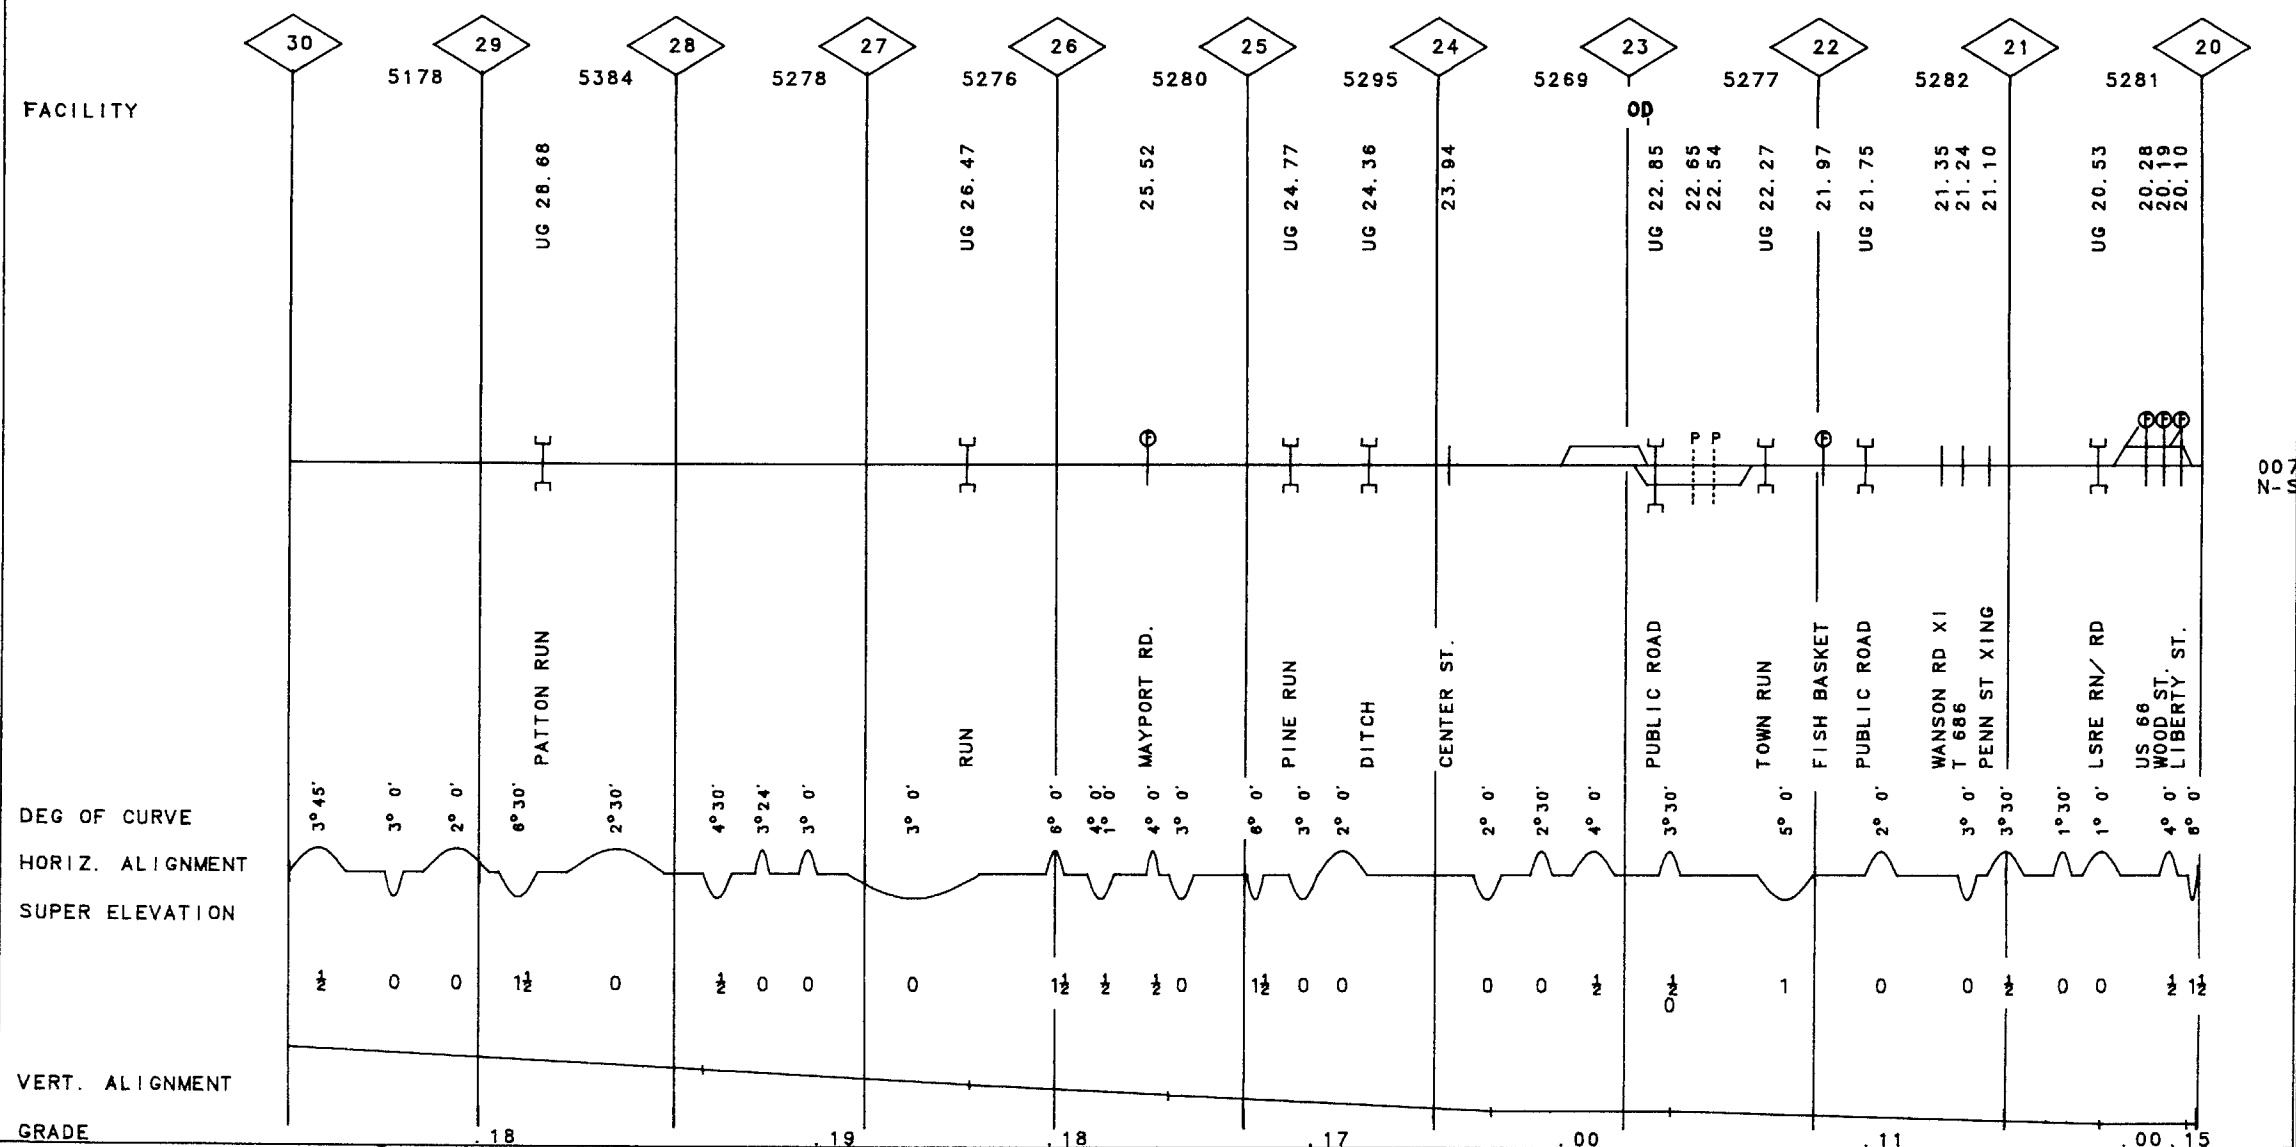 30 29 28 27 26 25 24 23 22 21 20
5178 5384 5278 5276 5280 5295 5269 5277 5282 5281
FACILITY
OD
UG 28.68
UG 26.47
25.52
UG 24.77
UG 24.36
23.94
UG 22.85
22.65
22.54
UG 22.27
21.97
UG 21.75
21.35
21.24
21.10
UG 20.53
20.28
20.19
20.10
F F F
F P P F
007
N-S
PATTON RUN
RUN
MAYPORT RD.
PINE RUN
DITCH
CENTER ST.
PUBLIC ROAD
TOWN RUN
FISH BASKET
PUBLIC ROAD
WANSON RD XI
T 686
PENN ST XING
LSRE RN/ RD
US 66
WOOD ST.
LIBERTY ST.
DEG OF CURVE
3°45' 3° 0' 2° 0' 6°30' 2°30' 4°30' 3°24' 3° 0' 3° 0' 6° 0' 4° 0' 1° 0' 4° 0' 3° 0' 6° 0' 3° 0' 2° 0' 2° 0' 2°30' 4° 0' 3°30' 5° 0' 2° 0' 3° 0' 3°30' 1°30' 1° 0' 4° 0' 6° 0'
HORIZ. ALIGNMENT
SUPER ELEVATION
½ 0 0 1½ 0 ½ 0 0 0 1½ ½ ½ 0 1½ 0 0 0 0 ½ ½ 1 0 0 ½ 0 0 ½ 1½
0
VERT. ALIGNMENT
GRADE
.18 .19 .18 .17 .00 .11 .00 .15